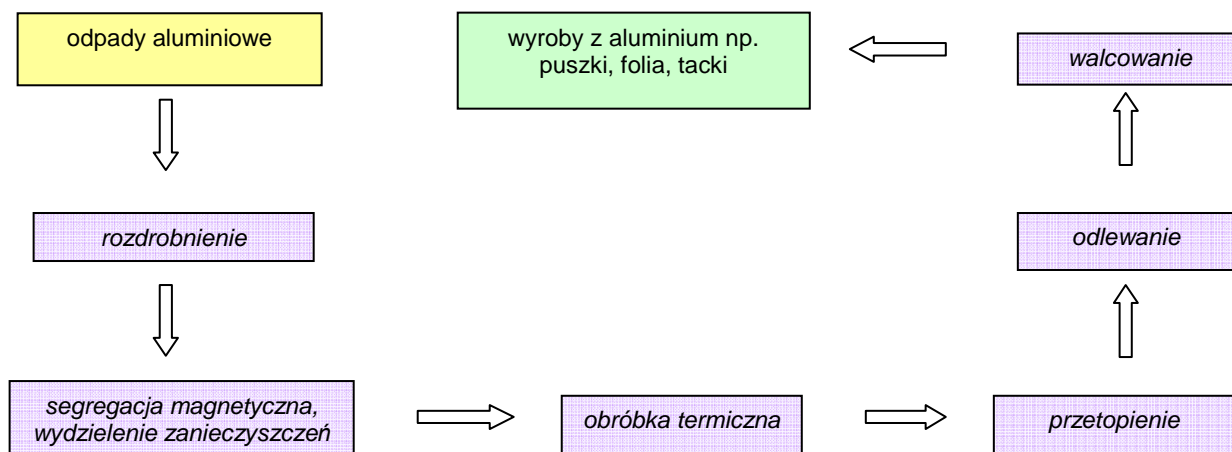 odpady aluminiowe
wyroby z aluminium np.
puszki, folia, tacki
walcowanie
rozdrobnienie
odlewanie
segregacja magnetyczna,
wydzielenie zanieczyszczeń
obróbka termiczna
przetopienie